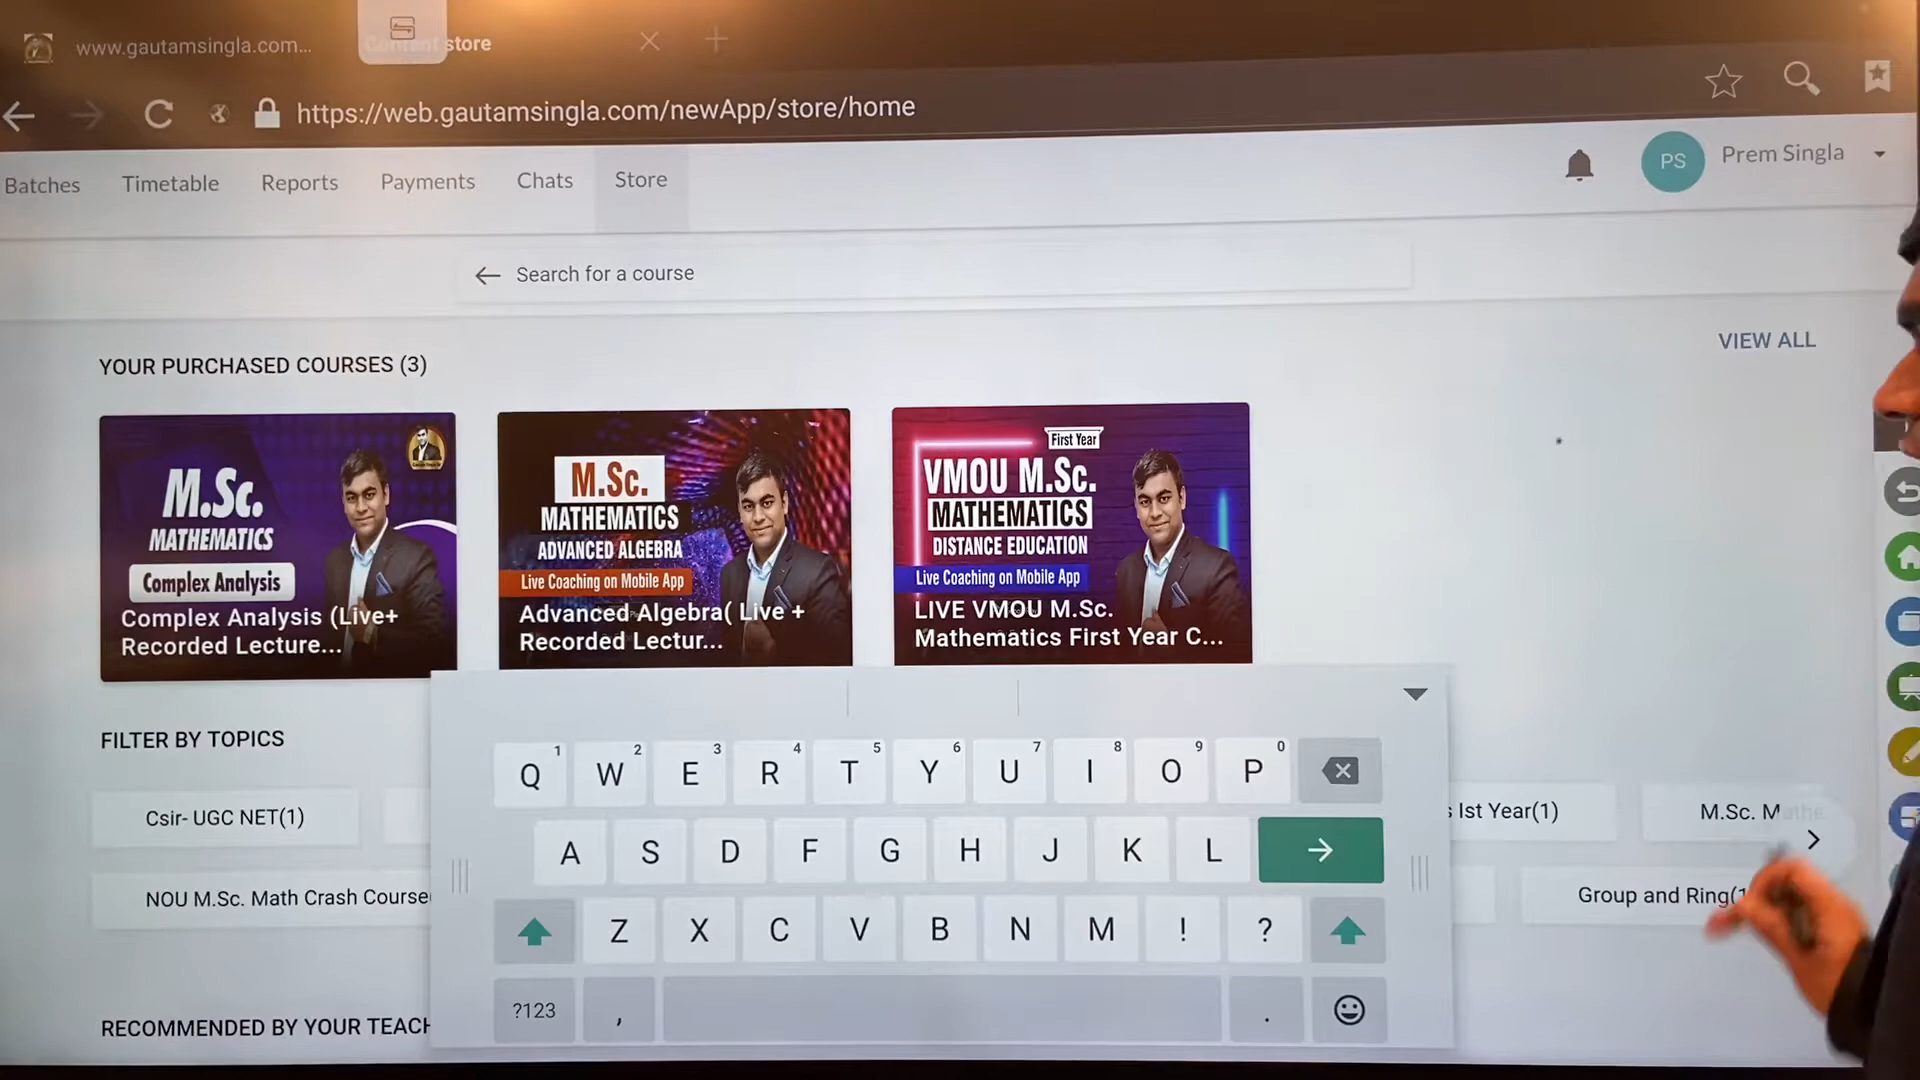 www.gautamsingla.com...
Content store
https://web.gautamsingla.com/newApp/store/home
Batches Timetable Reports Payments Chats Store
PS Prem Singla
Search for a course
YOUR PURCHASED COURSES (3)
VIEW ALL
M.Sc.
MATHEMATICS
Complex Analysis
Complex Analysis (Live+
Recorded Lecture...
M.Sc.
MATHEMATICS
ADVANCED ALGEBRA
Live Coaching on Mobile App
Advanced Algebra( Live +
Recorded Lectur...
First Year
VMOU M.Sc.
MATHEMATICS
DISTANCE EDUCATION
Live Coaching on Mobile App
LIVE VMOU M.Sc.
Mathematics First Year C...
FILTER BY TOPICS
Csir- UGC NET(1)
s Ist Year(1)
M.Sc. Mathe
NOU M.Sc. Math Crash Course
Group and Ring(1
RECOMMENDED BY YOUR TEACH
Q 1 W 2 E 3 R 4 T 5 Y 6 U 7 I 8 O 9 P 0
A S D F G H J K L
Z X C V B N M ! ?
?123 , .